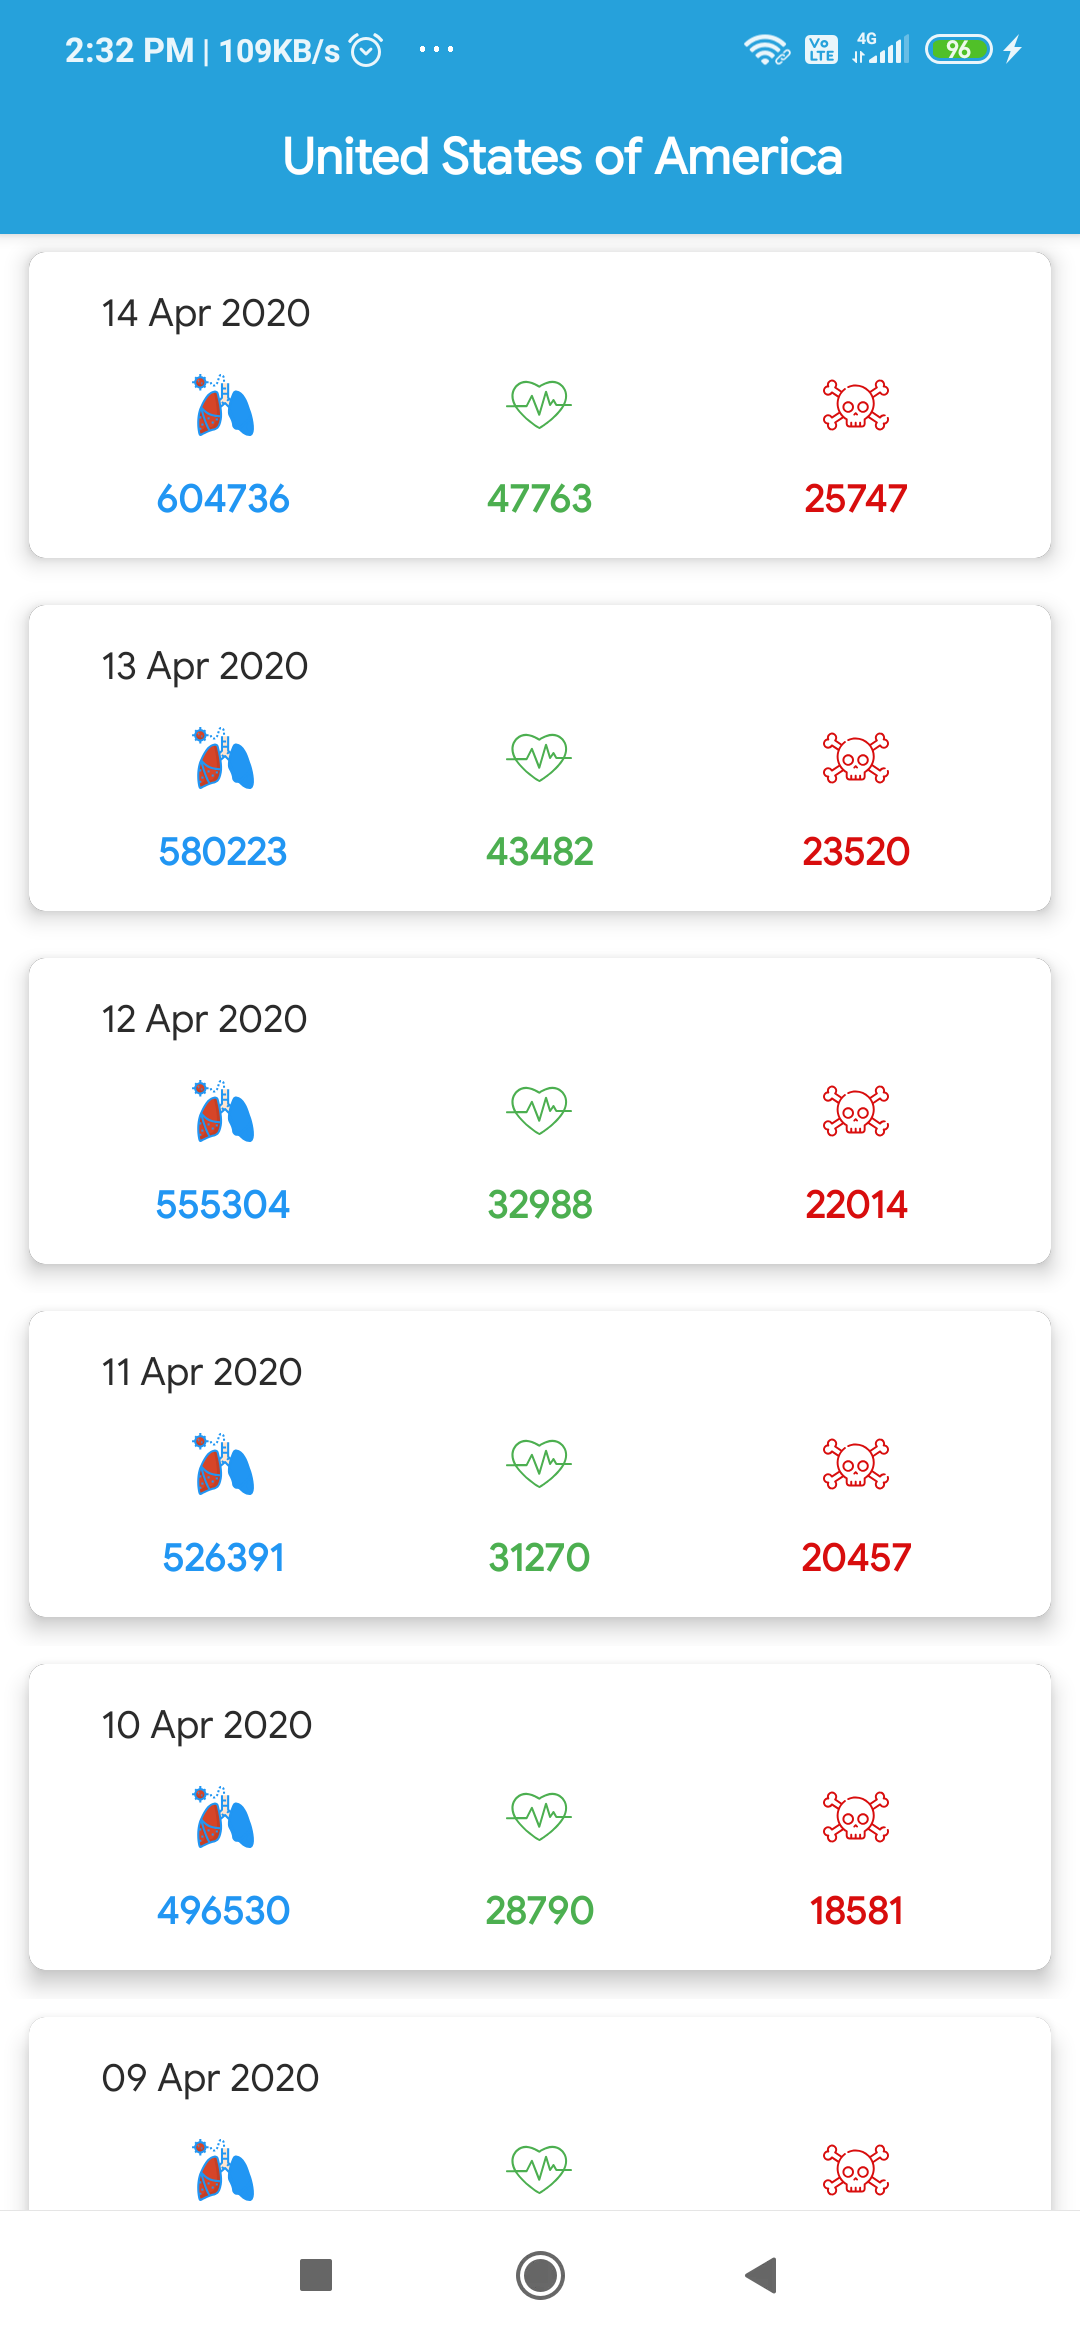 2:32 PM | 109KB/s ... Vo LTE 4G 96
United States of America
14 Apr 2020
604736 47763 25747
13 Apr 2020
580223 43482 23520
12 Apr 2020
555304 32988 22014
11 Apr 2020
526391 31270 20457
10 Apr 2020
496530 28790 18581
09 Apr 2020